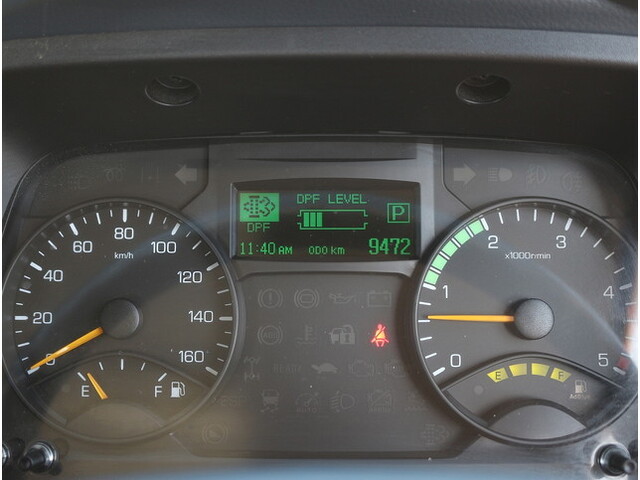 DPF LEVEL
DPF
P
11:40 AM ODO km 9472
0 20 40 60 80 100 120 140 160
km/h
E F
0 1 2 3 4 5
x1000r/min
E F
AdBlue